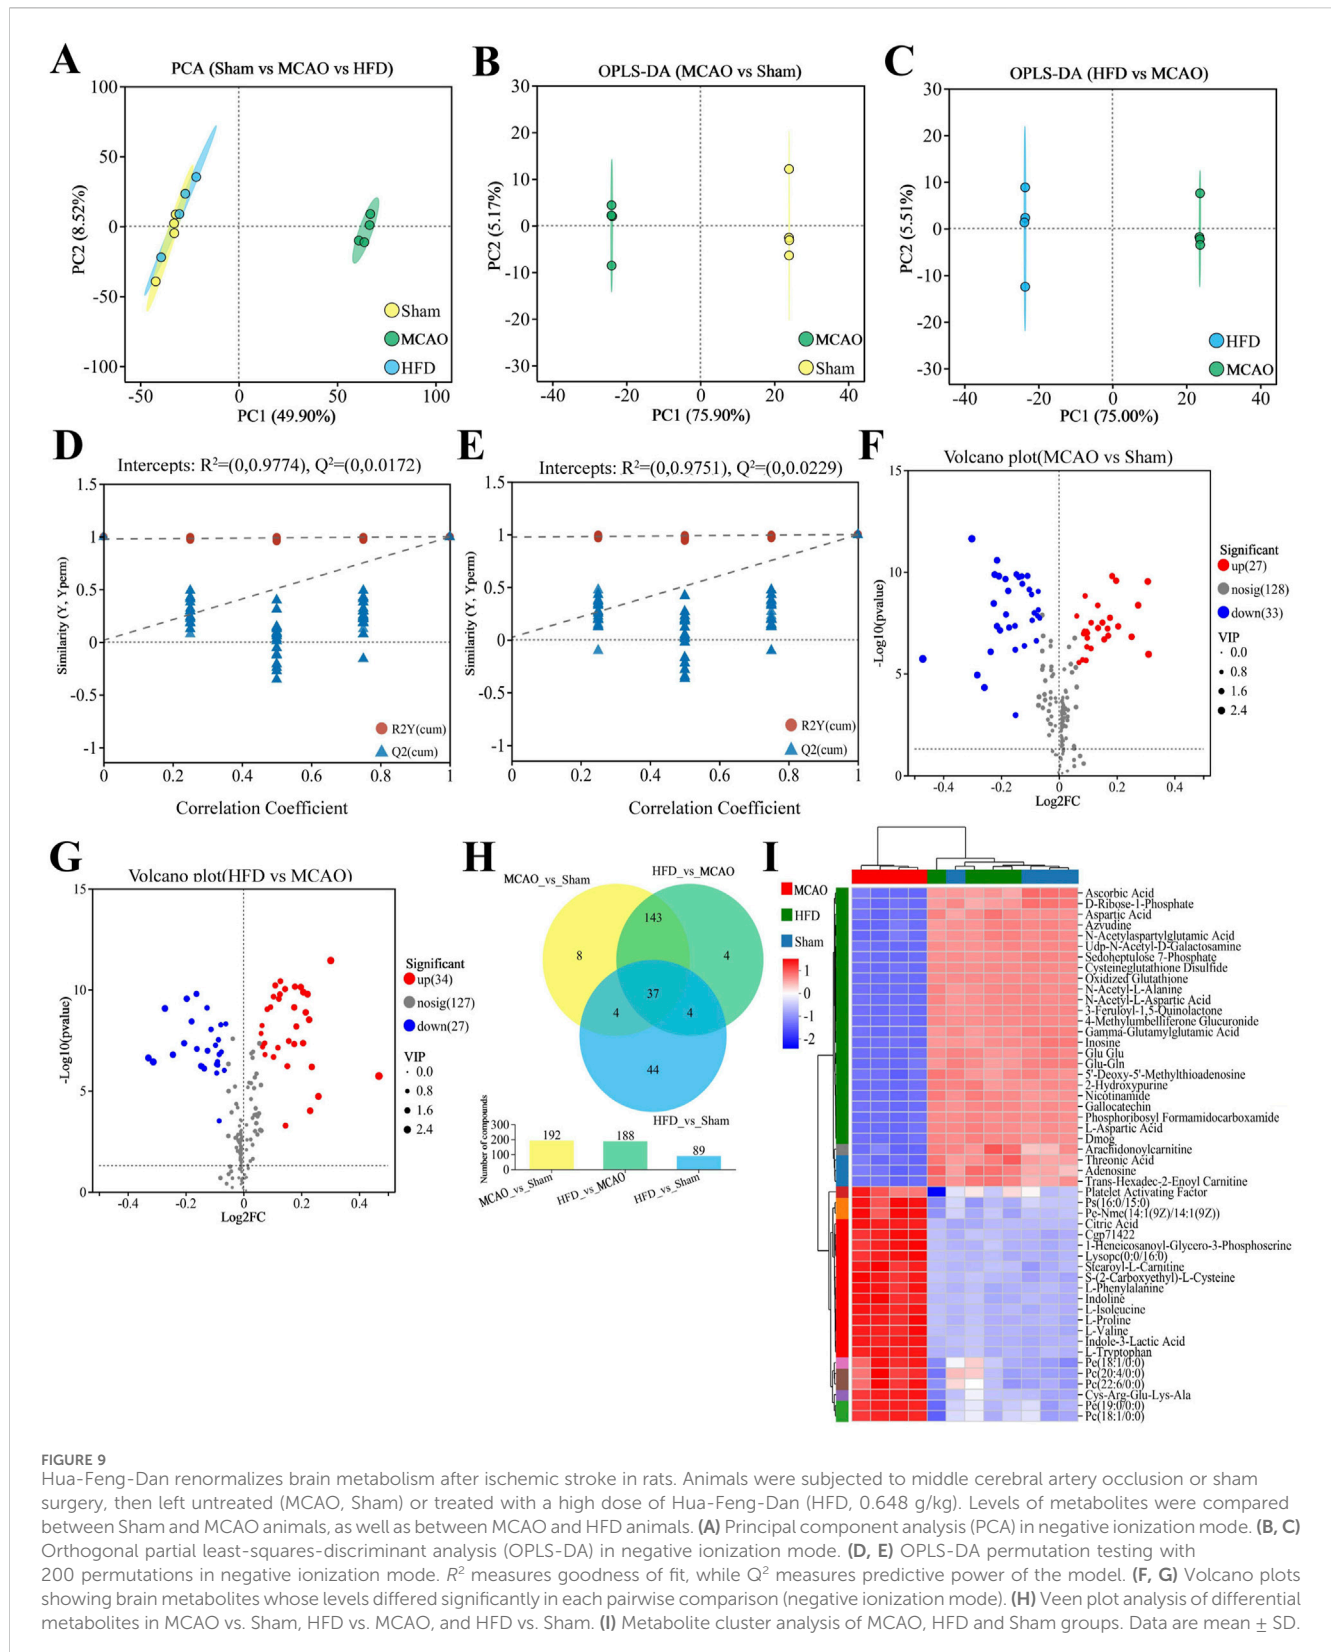 A
PCA (Sham vs MCAO vs HFD)
100
50
0
-50
-100
PC2 (8.52%)
-50
0
50
100
PC1 (49.90%)
Sham
MCAO
HFD
B
OPLS-DA (MCAO vs Sham)
30
20
10
0
-10
-20
-30
PC2 (5.17%)
-40
-20
0
20
40
PC1 (75.90%)
MCAO
Sham
C
OPLS-DA (HFD vs MCAO)
30
20
10
0
-10
-20
-30
PC2 (5.51%)
-40
-20
0
20
40
PC1 (75.00%)
HFD
MCAO
D
Intercepts: R²=(0,0.9774), Q²=(0,0.0172)
1.5
1
0.5
0
-0.5
-1
Similarity (Y, Yperm)
0
0.2
0.4
0.6
0.8
1
Correlation Coefficient
R2Y(cum)
Q2(cum)
E
Intercepts: R²=(0,0.9751), Q²=(0,0.0229)
1.5
1
0.5
0
-0.5
-1
Similarity (Y, Yperm)
0
0.2
0.4
0.6
0.8
1
Correlation Coefficient
R2Y(cum)
Q2(cum)
F
Volcano plot(MCAO vs Sham)
15
10
5
0
-Log10(pvalue)
-0.4
-0.2
0
0.2
0.4
Log2FC
Significant
up(27)
nosig(128)
down(33)
VIP
0.0
0.8
1.6
2.4
G
Volcano plot(HFD vs MCAO)
15
10
5
0
-Log10(pvalue)
-0.4
-0.2
0
0.2
0.4
Log2FC
Significant
up(34)
nosig(127)
down(27)
VIP
0.0
0.8
1.6
2.4
H
MCAO_vs_Sham
HFD_vs_MCAO
143
8
4
37
4
4
44
HFD_vs_Sham
Number of compounds
300
200
100
0
192
188
89
MCAO_vs_Sham
HFD_vs_MCAO
HFD_vs_Sham
I
MCAO
HFD
Sham
1
0
-1
-2
Ascorbic Acid
D-Ribose-1-Phosphate
Aspartic Acid
Azvudine
N-Acetylaspartylglutamic Acid
Udp-N-Acetyl-D-Galactosamine
Sedoheptulose 7-Phosphate
Cysteineglutathione Disulfide
Oxidized Glutathione
N-Acetyl-L-Alanine
N-Acetyl-L-Aspartic Acid
3-Feruloyl-1,5-Quinolactone
4-Methylumbelliferone Glucuronide
Gamma-Glutamylglutamic Acid
Inosine
Glu Glu
Glu-Gln
5'-Deoxy-5'-Methylthioadenosine
2-Hydroxypurine
Nicotinamide
Gallocatechin
Phosphoribosyl Formamidocarboxamide
L-Aspartic Acid
Dmog
Arachidonoylcarnitine
Threonic Acid
Adenosine
Trans-Hexadec-2-Enoyl Carnitine
Platelet Activating Factor
Ps(16:0/15:0)
Pe-Nme(14:1(9Z)/14:1(9Z))
Citric Acid
Cgp71422
1-Heneicosanoyl-Glycero-3-Phosphoserine
Lysopc(0:0/16:0)
Stearoyl-L-Carnitine
S-(2-Carboxyethyl)-L-Cysteine
L-Phenylalanine
Indoline
L-Isoleucine
L-Proline
L-Valine
Indole-3-Lactic Acid
L-Tryptophan
Pe(18:1/0:0)
Pc(20:4/0:0)
Pc(22:6/0:0)
Cys-Arg-Glu-Lys-Ala
Pe(19:0/0:0)
Pc(18:1/0:0)
FIGURE 9
Hua-Feng-Dan renormalizes brain metabolism after ischemic stroke in rats. Animals were subjected to middle cerebral artery occlusion or sham
surgery, then left untreated (MCAO, Sham) or treated with a high dose of Hua-Feng-Dan (HFD, 0.648 g/kg). Levels of metabolites were compared
between Sham and MCAO animals, as well as between MCAO and HFD animals. (A) Principal component analysis (PCA) in negative ionization mode. (B, C)
Orthogonal partial least-squares-discriminant analysis (OPLS-DA) in negative ionization mode. (D, E) OPLS-DA permutation testing with
200 permutations in negative ionization mode. R² measures goodness of fit, while Q² measures predictive power of the model. (F, G) Volcano plots
showing brain metabolites whose levels differed significantly in each pairwise comparison (negative ionization mode). (H) Veen plot analysis of differential
metabolites in MCAO vs. Sham, HFD vs. MCAO, and HFD vs. Sham. (I) Metabolite cluster analysis of MCAO, HFD and Sham groups. Data are mean ± SD.